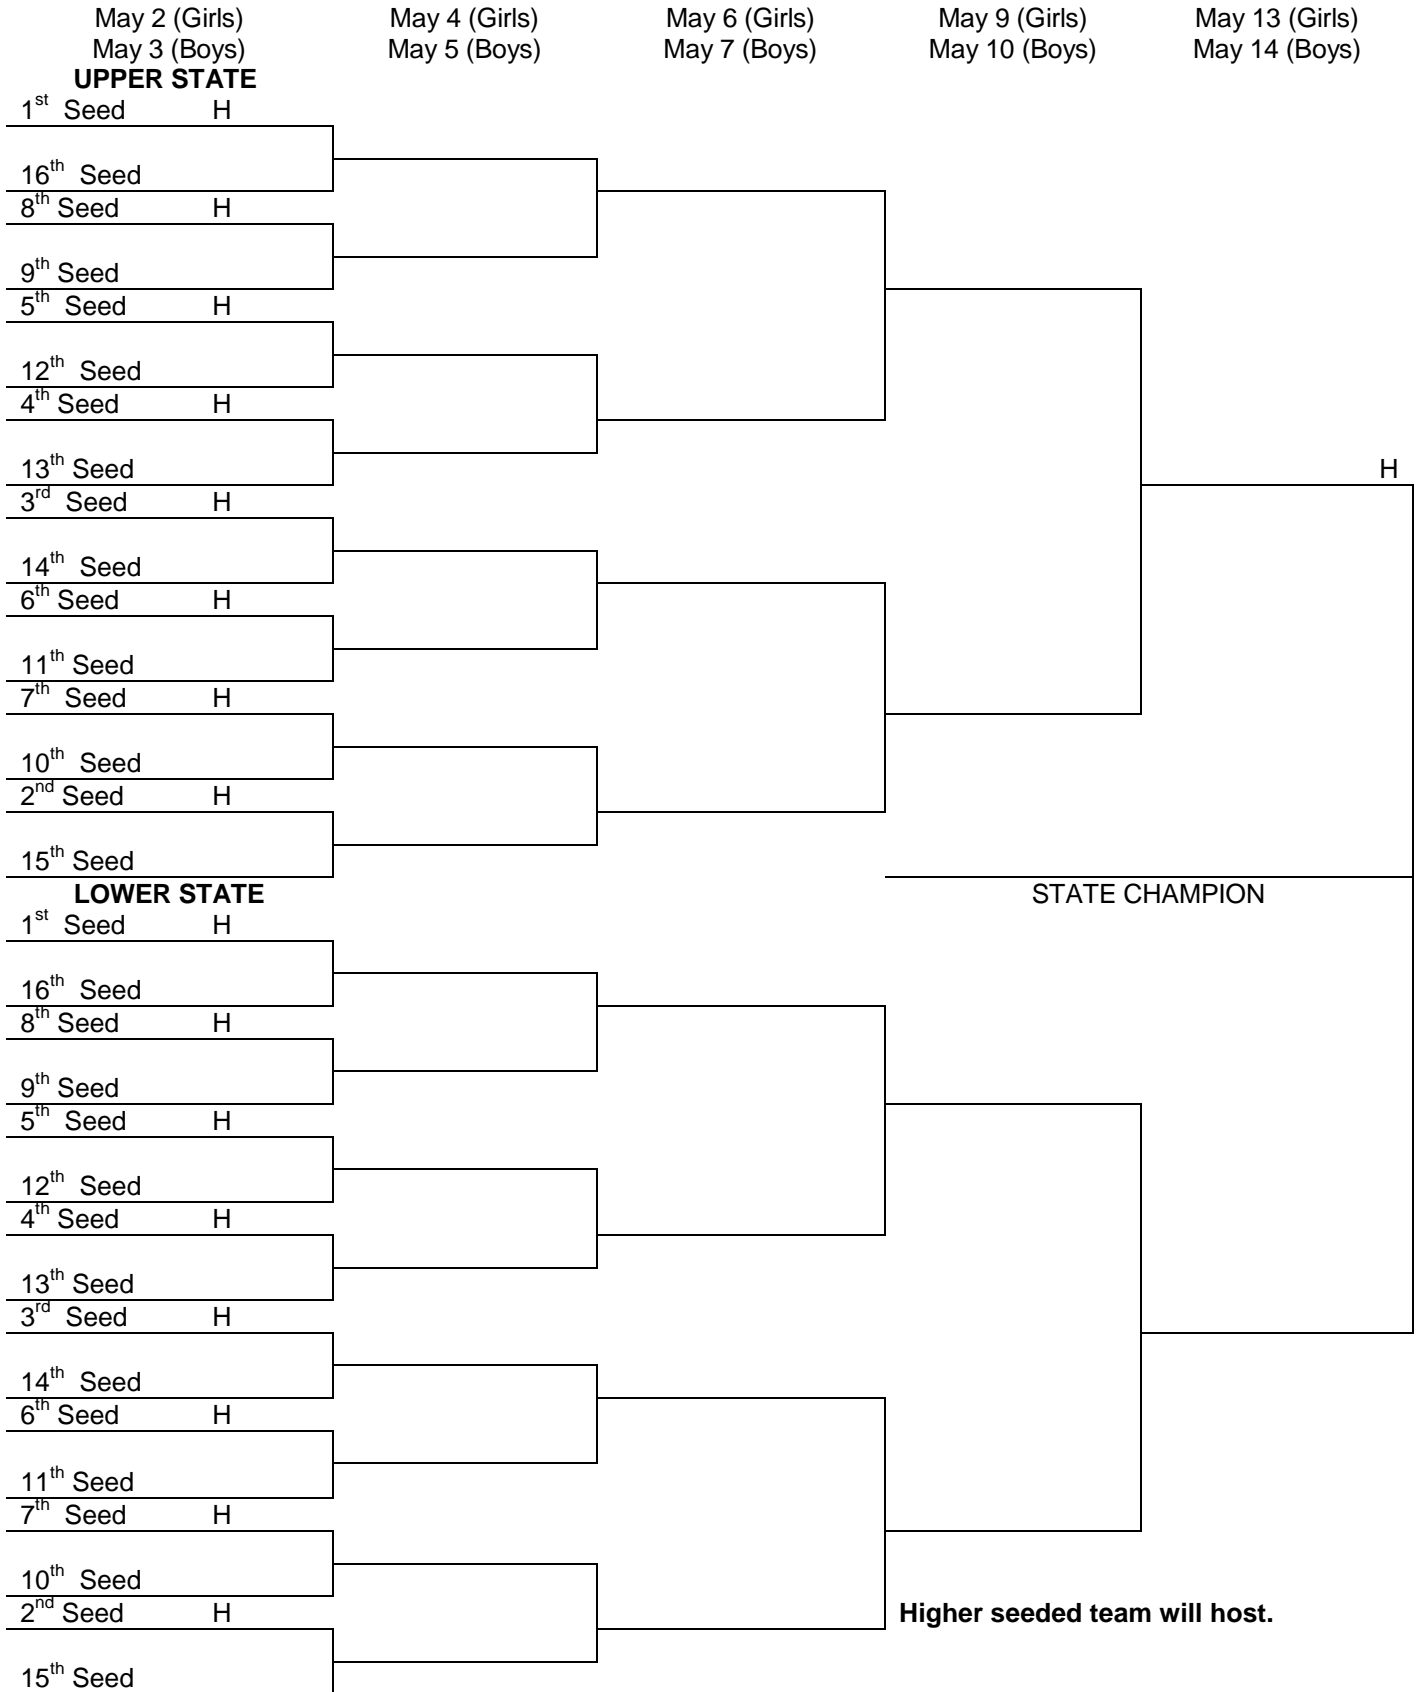 May 2 (Girls) May 4 (Girls) May 6 (Girls) May 9 (Girls) May 13 (Girls)
May 3 (Boys) May 5 (Boys) May 7 (Boys) May 10 (Boys) May 14 (Boys)
UPPER STATE
1st Seed H
16th Seed
8th Seed H
9th Seed
5th Seed H
12th Seed
4th Seed H
13th Seed
H
3rd Seed H
14th Seed
6th Seed H
11th Seed
7th Seed H
10th Seed
2nd Seed H
15th Seed
LOWER STATE
STATE CHAMPION
1st Seed H
16th Seed
8th Seed H
9th Seed
5th Seed H
12th Seed
4th Seed H
13th Seed
3rd Seed H
14th Seed
6th Seed H
11th Seed
7th Seed H
10th Seed
2nd Seed H
Higher seeded team will host.
15th Seed